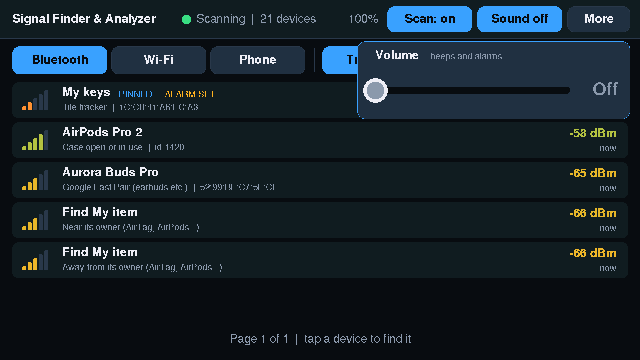 Signal Finder & Analyzer
Scanning | 21 devices
100%
Scan: on
Sound off
More
Bluetooth
Wi-Fi
Phone
Volume
beeps and alarms
Off
My keys PINNED ALARM SET
Tile tracker |
AirPods Pro 2
-58 dBm
Case open or in use | id 1420
now
Aurora Buds Pro
-65 dBm
Google Fast Pair (earbuds etc.) |
now
Find My item
-66 dBm
Near its owner (AirTag, AirPods...)
now
Find My item
-66 dBm
Away from its owner (AirTag, AirPods...)
now
Page 1 of 1 | tap a device to find it